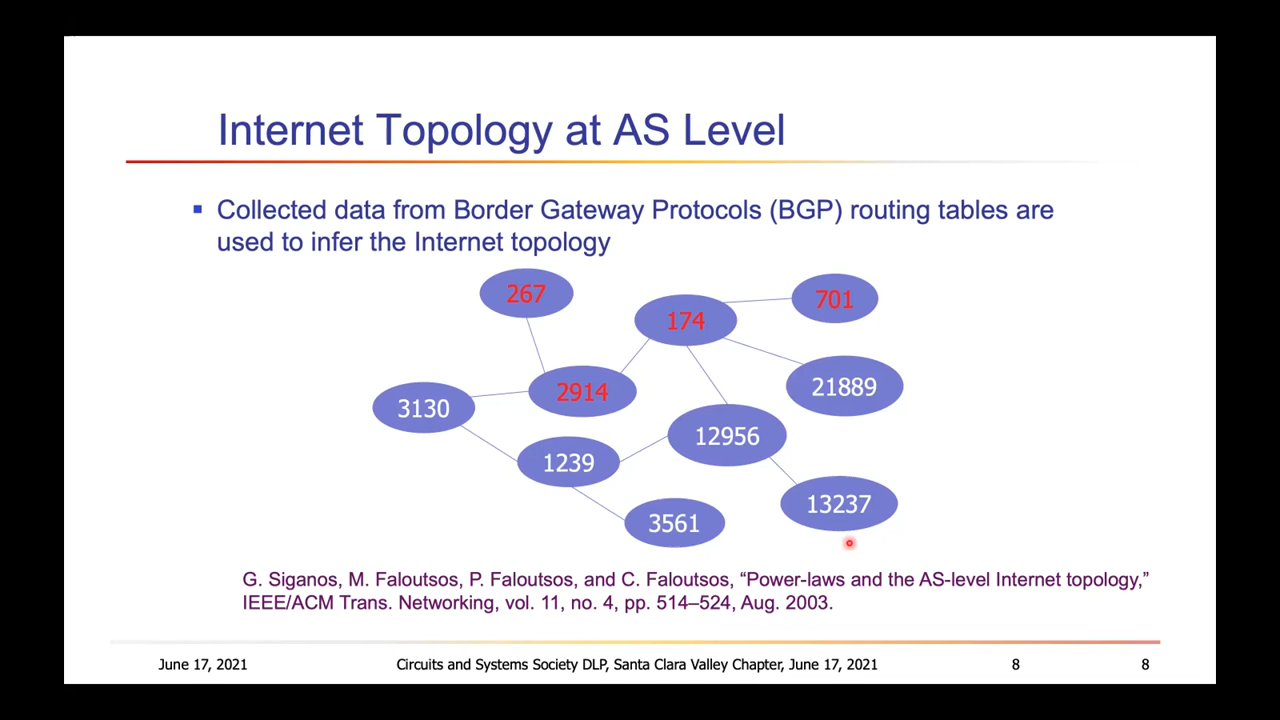 Internet Topology at AS Level
▪ Collected data from Border Gateway Protocols (BGP) routing tables are
used to infer the Internet topology
267
701
174
21889
2914
3130
12956
1239
13237
3561
G. Siganos, M. Faloutsos, P. Faloutsos, and C. Faloutsos, “Power-laws and the AS-level Internet topology,”
IEEE/ACM Trans. Networking, vol. 11, no. 4, pp. 514–524, Aug. 2003.
June 17, 2021 Circuits and Systems Society DLP, Santa Clara Valley Chapter, June 17, 2021 8 8